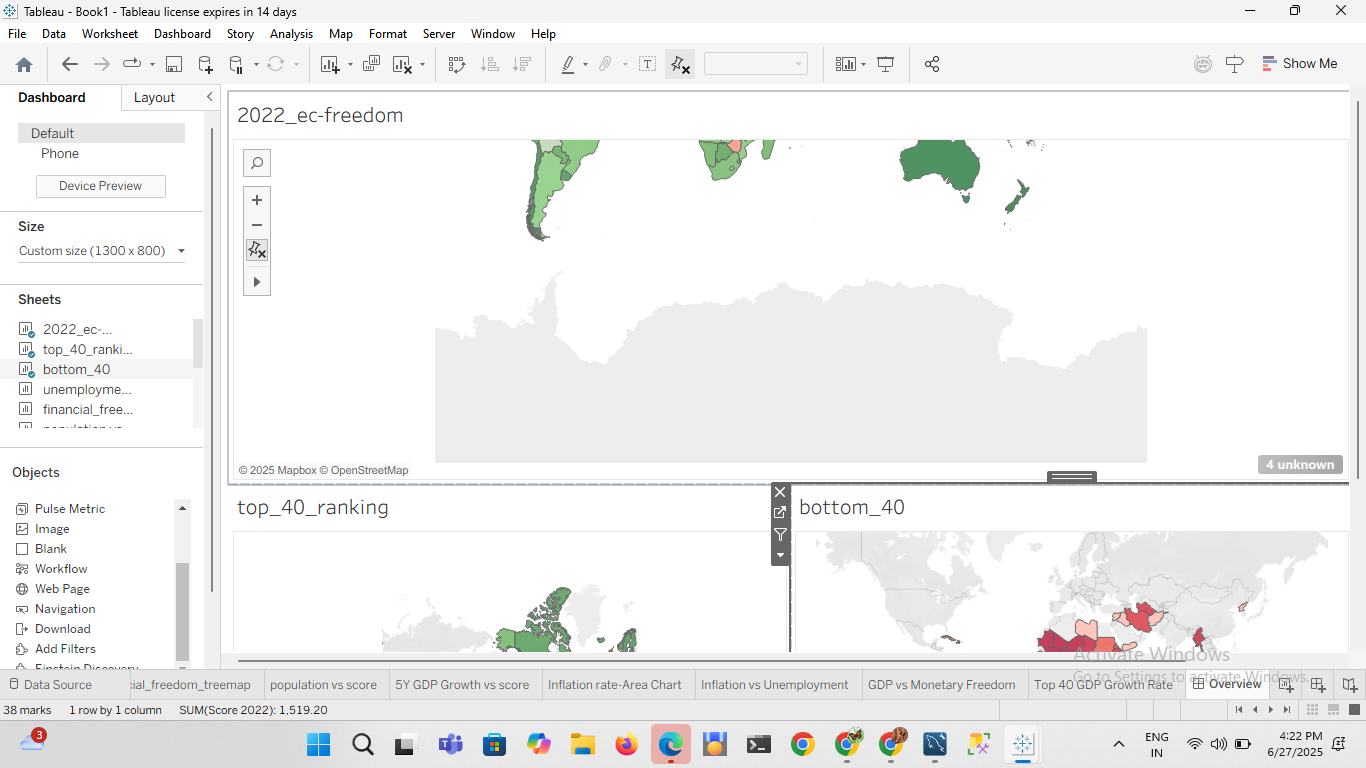 Tableau - Book1 - Tableau license expires in 14 days
File Data Worksheet Dashboard Story Analysis Map Format Server Window Help
Show Me
Dashboard Layout
Default
Phone
Device Preview
Size
Custom size (1300 x 800)
Sheets
2022_ec-...
top_40_ranki...
bottom_40
unemployme...
financial_free...
Objects
Pulse Metric
Image
Blank
Workflow
Web Page
Navigation
Download
Add Filters
Einstein Discovery
2022_ec-freedom
© 2025 Mapbox © OpenStreetMap
4 unknown
top_40_ranking
bottom_40
Activate Windows
Go to Settings to activate Windows.
Data Source ial_freedom_treemap population vs score 5Y GDP Growth vs score Inflation rate-Area Chart Inflation vs Unemployment GDP vs Monetary Freedom Top 40 GDP Growth Rate Overview
38 marks 1 row by 1 column SUM(Score 2022): 1,519.20
3
ENG
IN
4:22 PM
6/27/2025